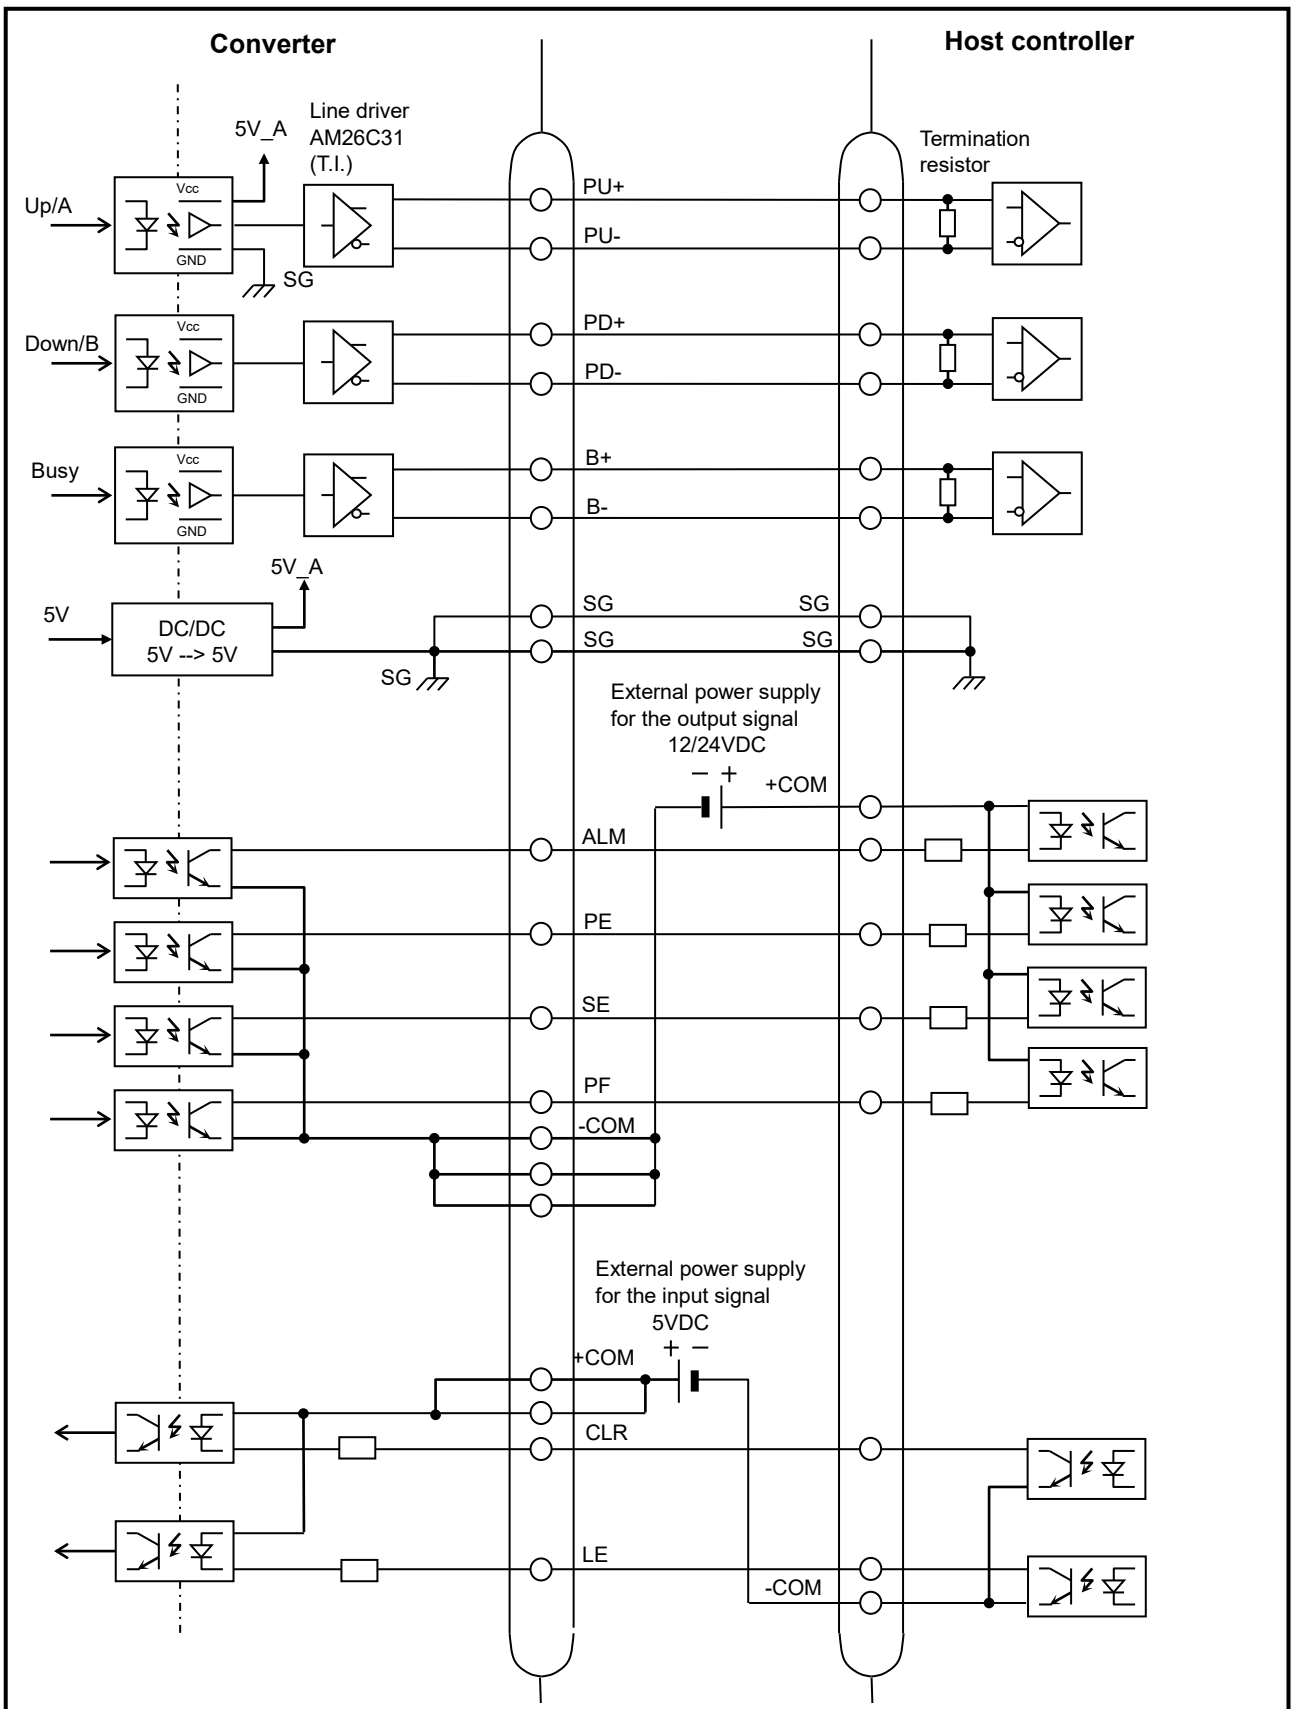 Converter
Host controller
Line driver
AM26C31
(T.I.)
5V_A
Termination
resistor
Up/A
Vcc
GND
SG
PU+
PU-
Down/B
Vcc
GND
PD+
PD-
Busy
Vcc
GND
B+
B-
5V_A
5V
DC/DC
5V --> 5V
SG
SG
SG
SG
SG
External power supply
for the output signal
12/24VDC
− +
+COM
ALM
PE
SE
PF
-COM
External power supply
for the input signal
5VDC
+ −
+COM
CLR
LE
-COM